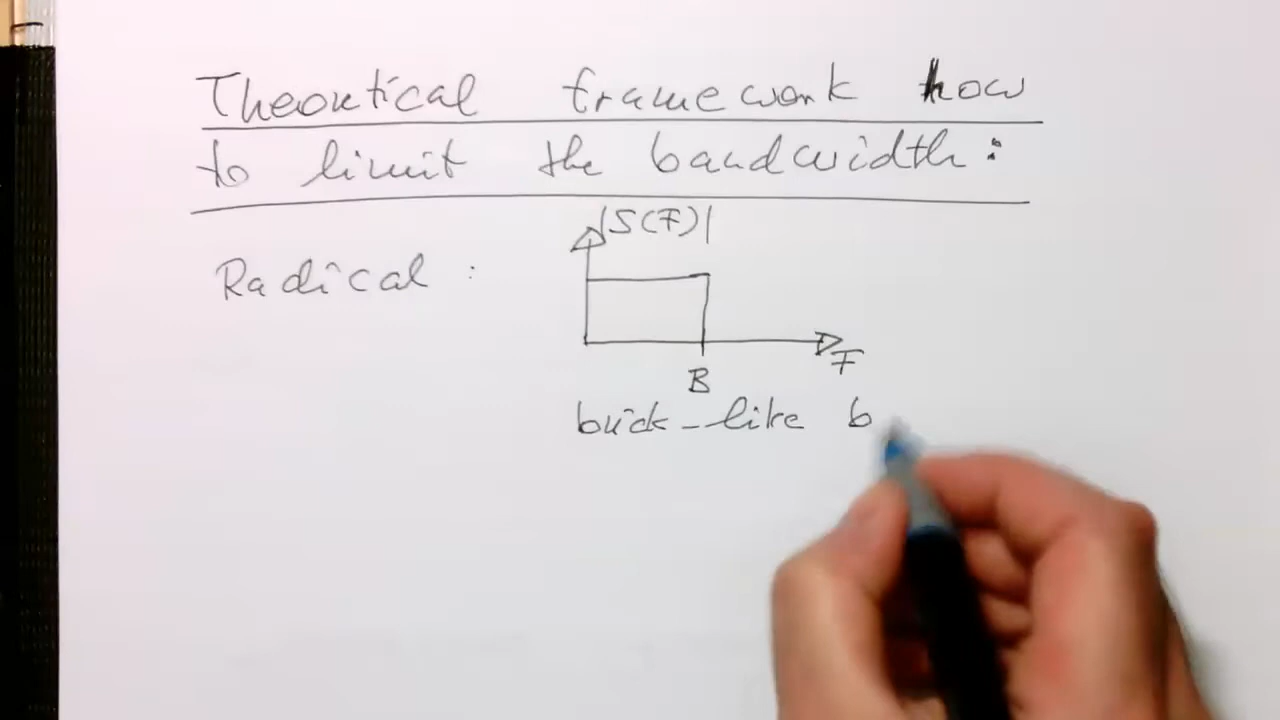 Theoretical framework how
to limit the bandwidth:
|S(F)|
Radical :
F
B
brick-like b